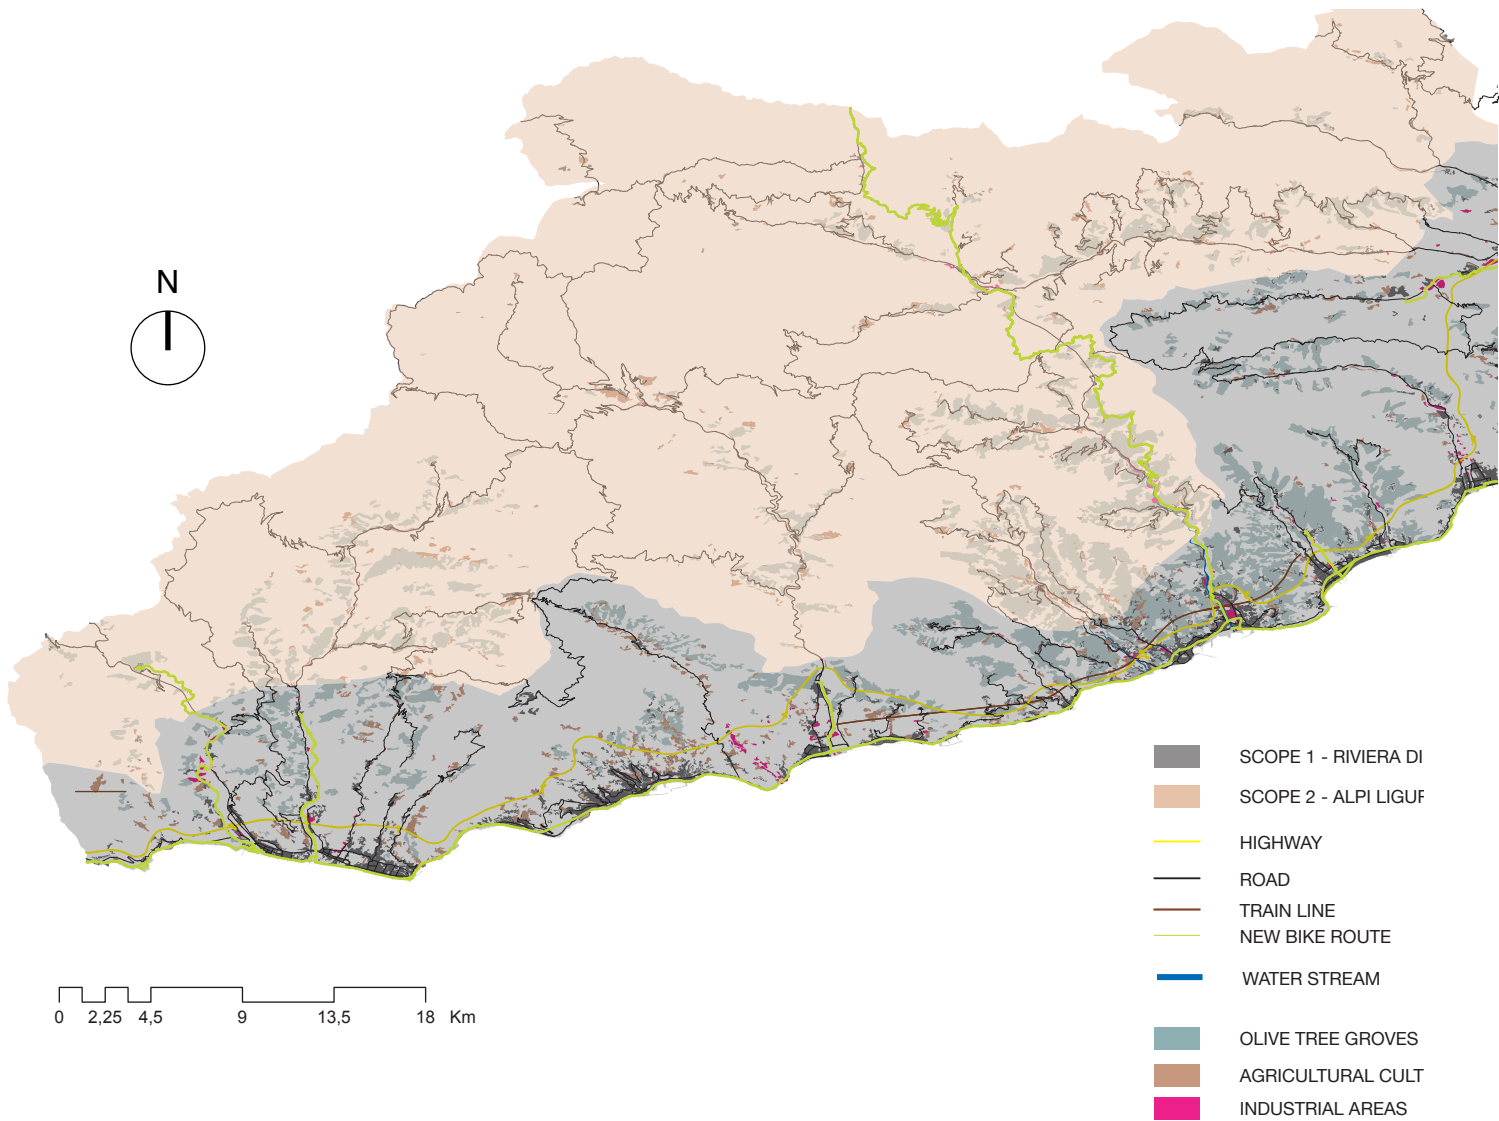 N
SCOPE 1 - RIVIERA DI
SCOPE 2 - ALPI
HIGHWAY
ROAD
TRAIN LINE
NEW BIKE ROUTE
WATER STREAM
0 2,25 4,5 9 13,5 18 Km
OLIVE TREE GROVES
AGRICULTURAL CULT
INDUSTRIAL AREAS